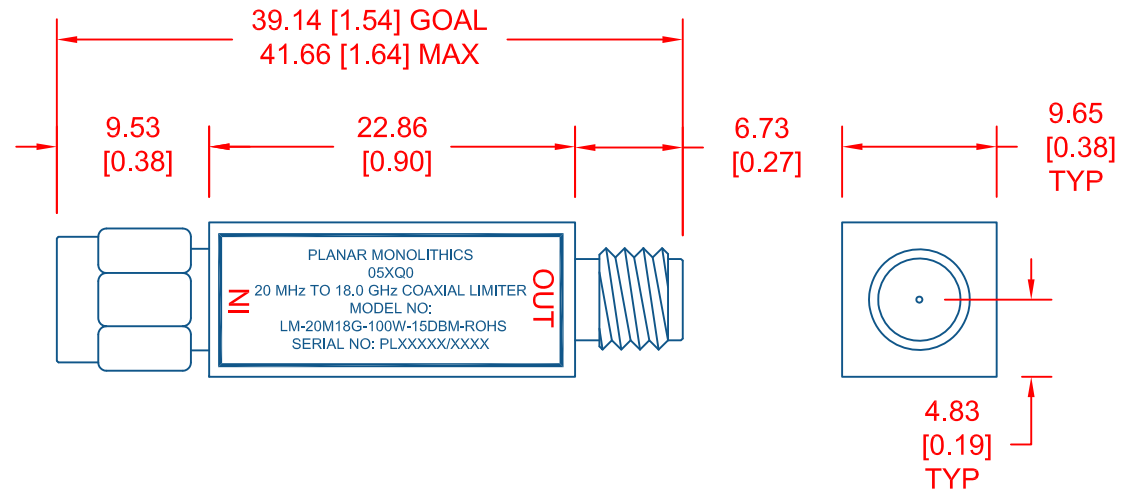 39.14 [1.54] GOAL
41.66 [1.64] MAX
9.53
[0.38]
22.86
[0.90]
6.73
[0.27]
9.65
[0.38]
TYP
IN
PLANAR MONOLITHICS
05XQ0
20 MHz TO 18.0 GHz COAXIAL LIMITER
MODEL NO:
LM-20M18G-100W-15DBM-ROHS
SERIAL NO: PLXXXXX/XXXX
OUT
4.83
[0.19]
TYP